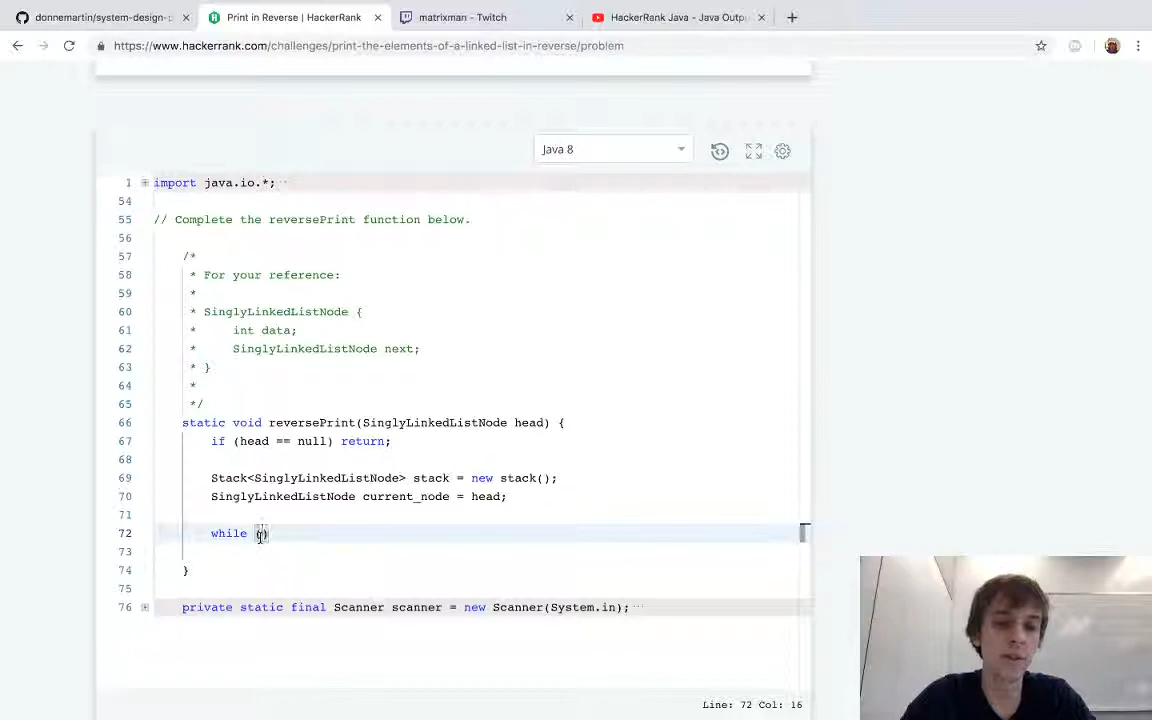 donnemartin/system-design-p
Print in Reverse | HackerRank
matrixman - Twitch
HackerRank Java - Java Outp
https://www.hackerrank.com/challenges/print-the-elements-of-a-linked-list-in-reverse/problem
Java 8
1 import java.io.*;
54
55 // Complete the reversePrint function below.
56
57 /*
58 * For your reference:
59 *
60 * SinglyLinkedListNode {
61 * int data;
62 * SinglyLinkedListNode next;
63 * }
64 *
65 */
66 static void reversePrint(SinglyLinkedListNode head) {
67 if (head == null) return;
68
69 Stack<SinglyLinkedListNode> stack = new stack();
70 SinglyLinkedListNode current_node = head;
71
72 while ()
73
74 }
75
76 private static final Scanner scanner = new Scanner(System.in);
Line: 72 Col: 16